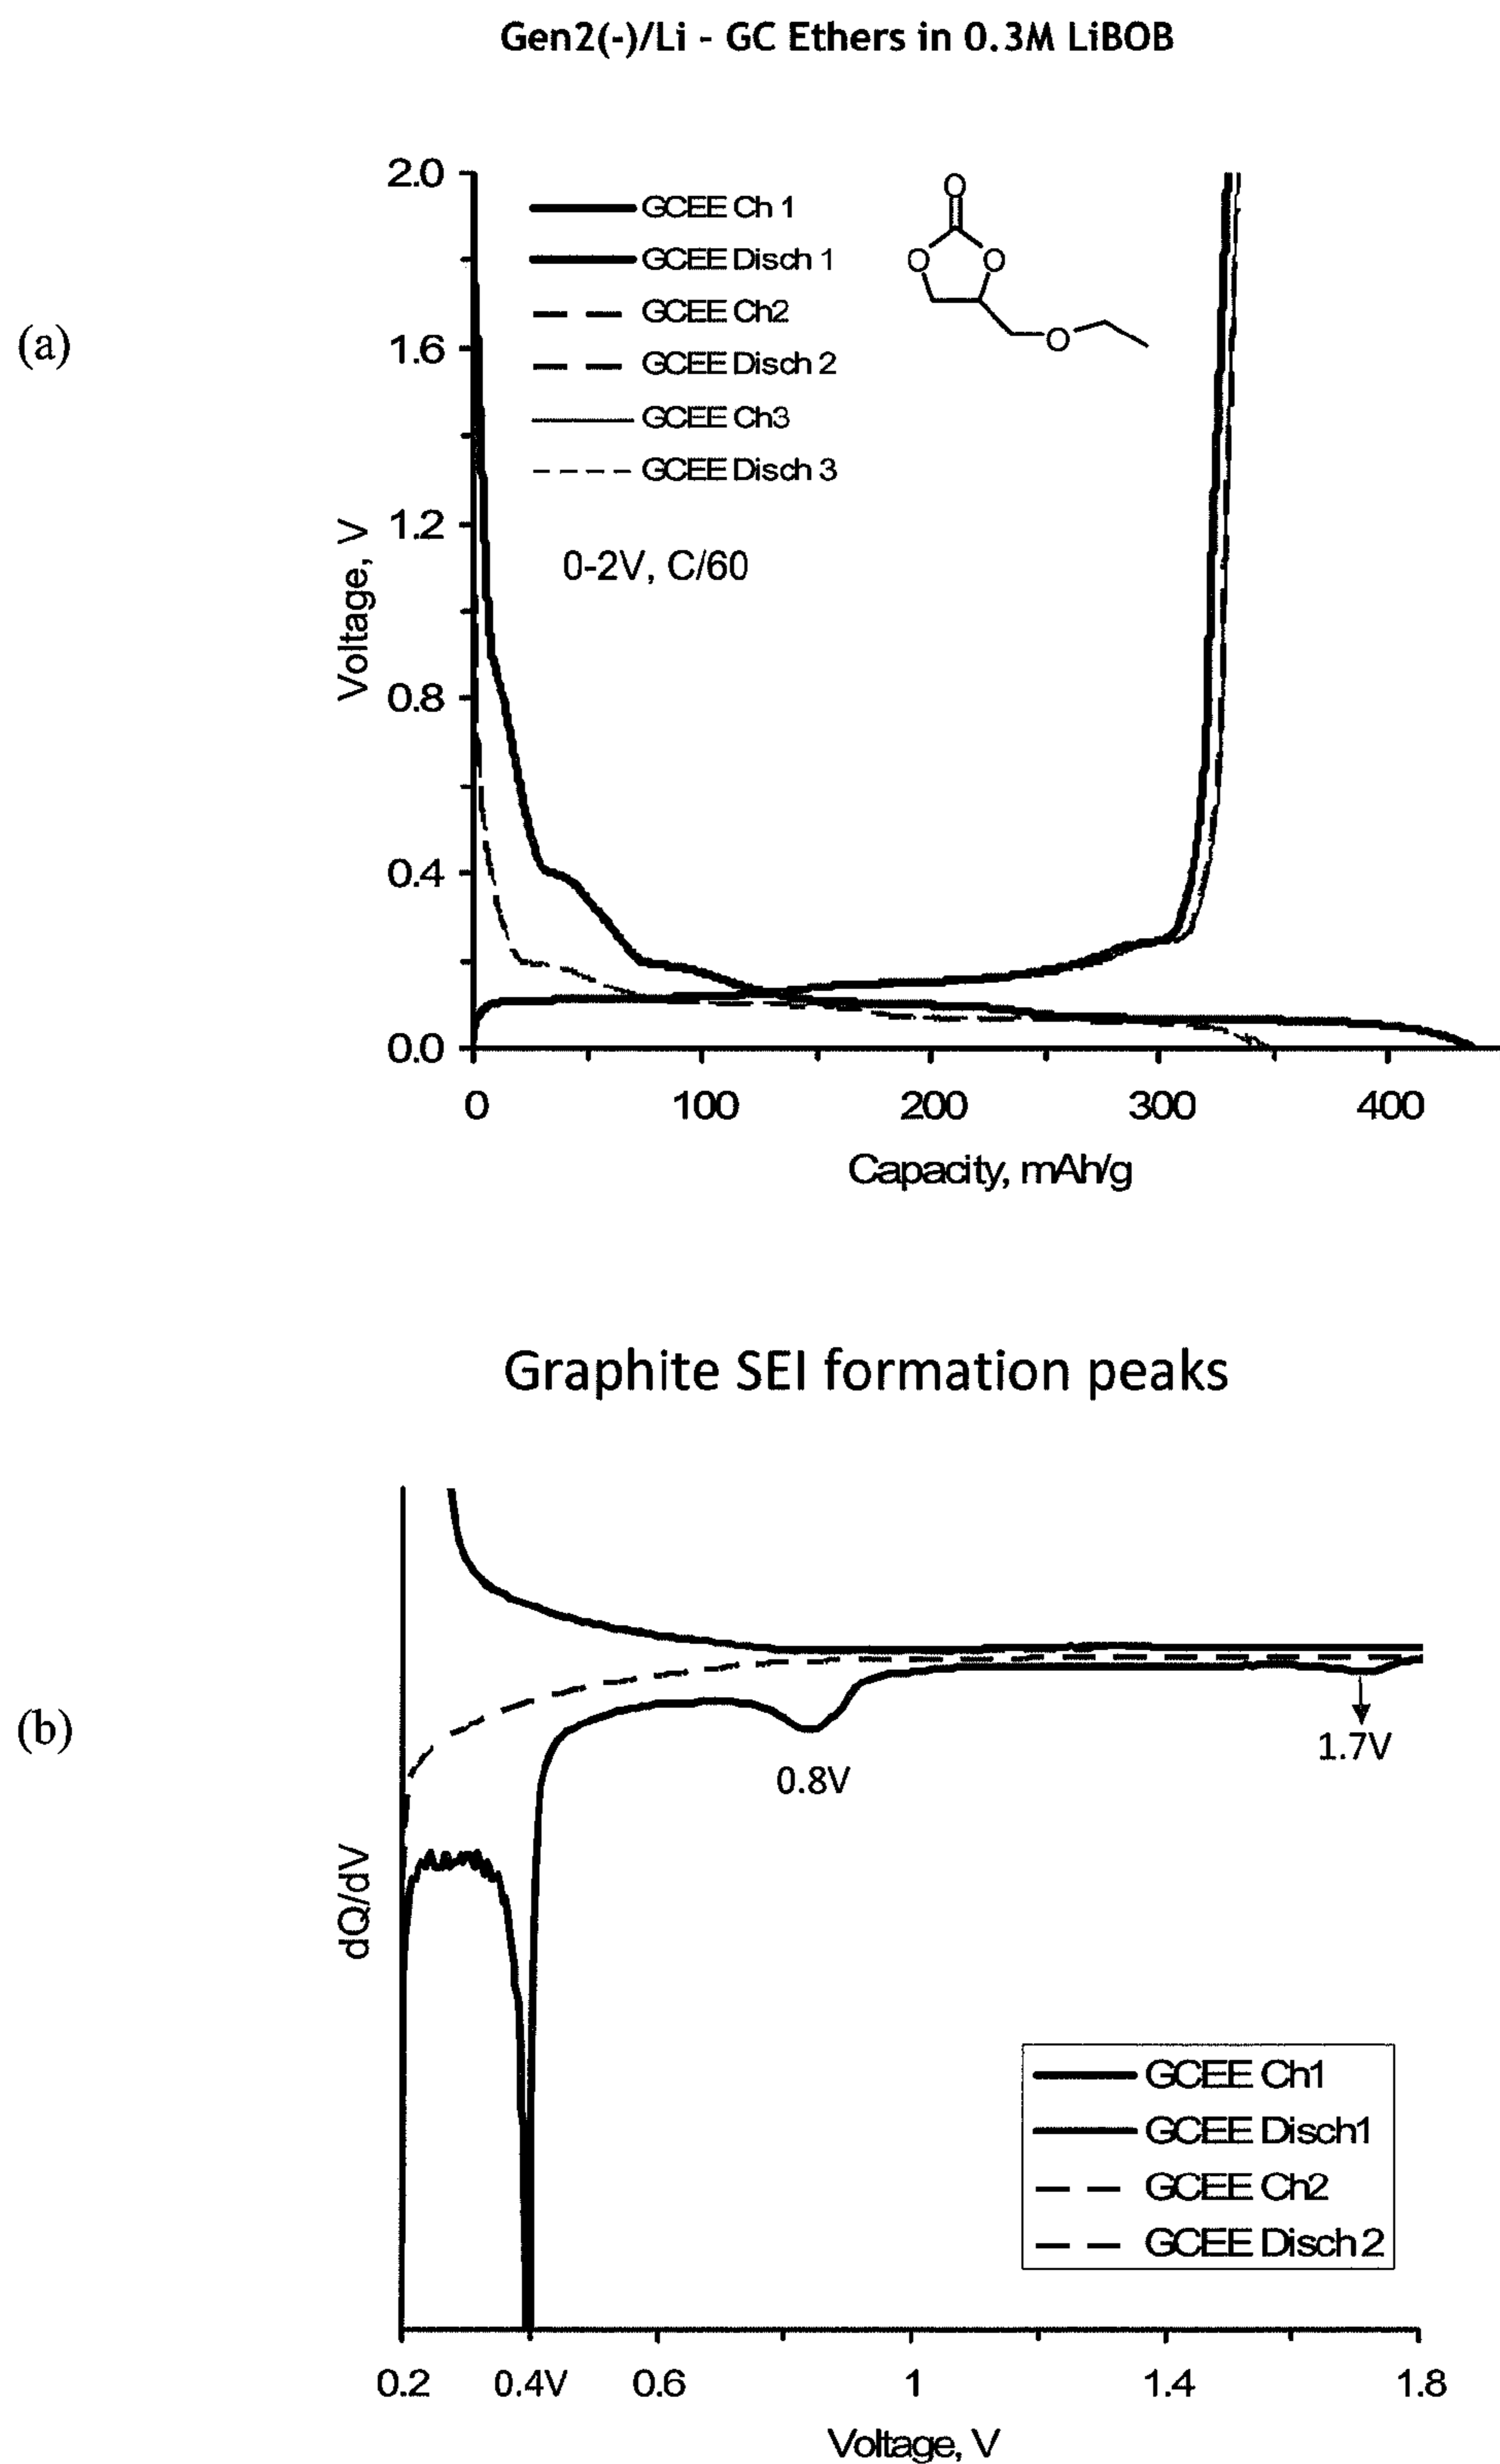 Gen2(-)/Li - GC Ethers in 0.3M LiBOB
(a)
2.0
1.6
1.2
0.8
0.4
0.0
Voltage, V
GCEE Ch 1
GCEE Disch 1
GCEE Ch2
GCEE Disch 2
GCEE Ch3
GCEE Disch 3
0-2V, C/60
O
O O
O
0 100 200 300 400
Capacity, mAh/g
Graphite SEI formation peaks
(b)
dQ/dV
0.8V
1.7V
GCEE Ch1
GCEE Disch1
GCEE Ch2
GCEE Disch 2
0.2 0.4V 0.6 1 1.4 1.8
Voltage, V